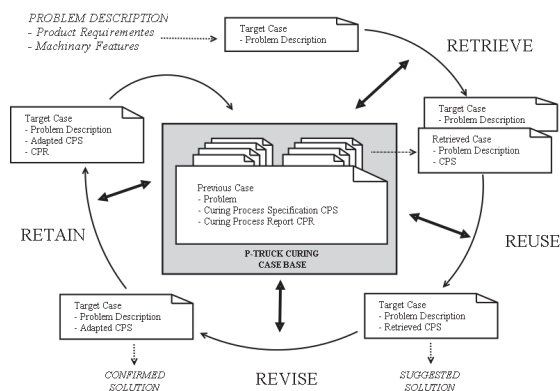 PROBLEM DESCRIPTION
- Product Requirementes
- Machinary Features
Target Case
- Problem Description
RETRIEVE
Target Case
- Problem Description
Retrieved Case
- Problem Description
- CPS
Target Case
- Problem Description
- Adapted CPS
- CPR
Previous Case
- Problem
- Curing Process Specification CPS
- Curing Process Report CPR
P-TRUCK CURING
CASE BASE
RETAIN
REUSE
Target Case
- Problem Description
- Adapted CPS
Target Case
- Problem Description
- Retrieved CPS
CONFIRMED
SOLUTION
REVISE
SUGGESTED
SOLUTION